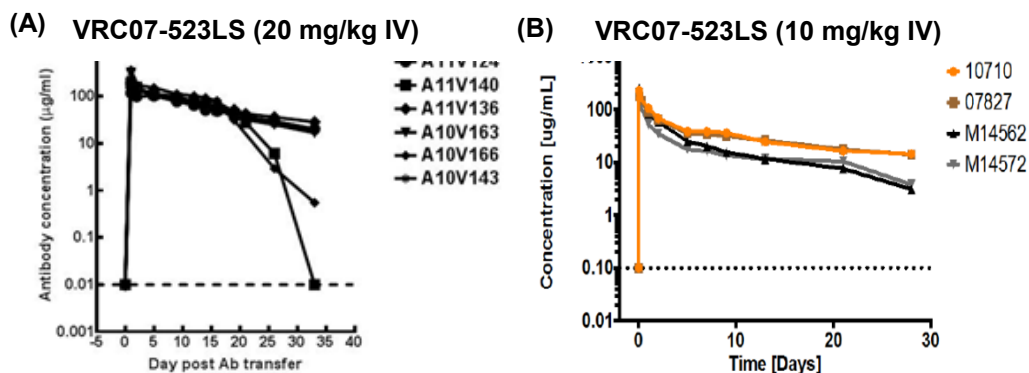 (A) VRC07-523LS (20 mg/kg IV)
Antibody concentration (µg/ml)
100
1
0.1
0.01
0.001
-5 0 5 10 15 20 25 30 35 40
Day post Ab transfer
A11V124
A11V140
A11V136
A10V163
A10V166
A10V143
(B) VRC07-523LS (10 mg/kg IV)
Concentration [ug/mL]
100
10
1
0.10
0.01
0 10 20 30
Time [Days]
10710
07827
M14562
M14572